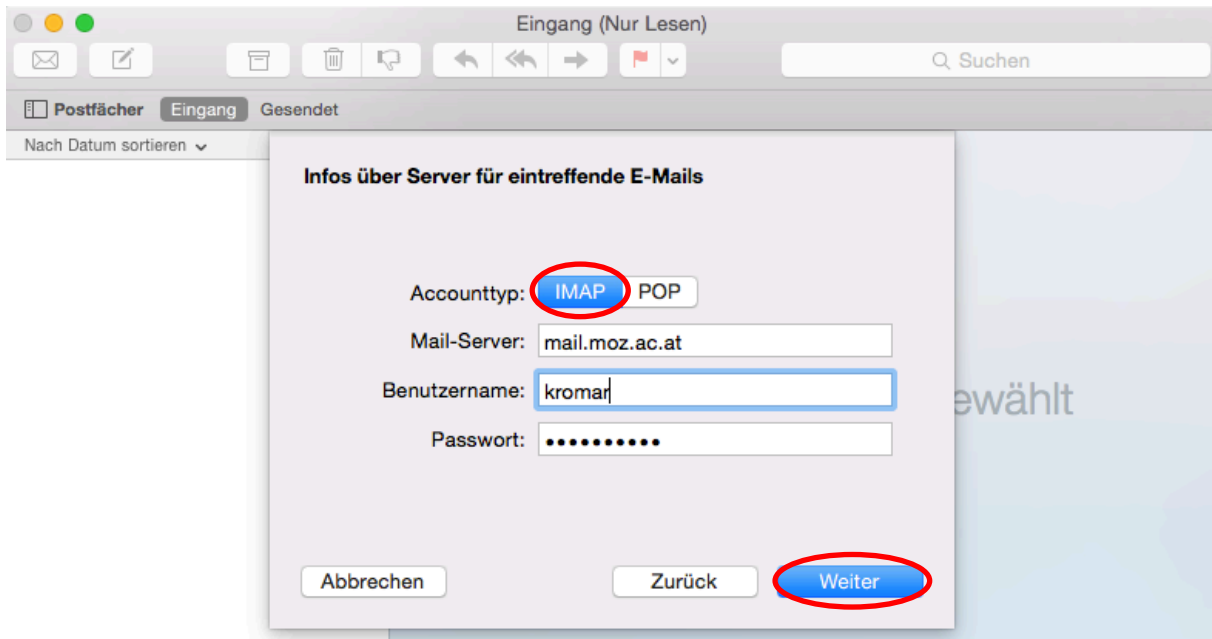 Eingang (Nur Lesen)
Suchen
Postfächer Eingang Gesendet
Nach Datum sortieren
Infos über Server für eintreffende E-Mails
Accounttyp: IMAP POP
Mail-Server: mail.moz.ac.at
Benutzername: kromar
ewählt
Passwort: ••••••••••
Abbrechen Zurück Weiter